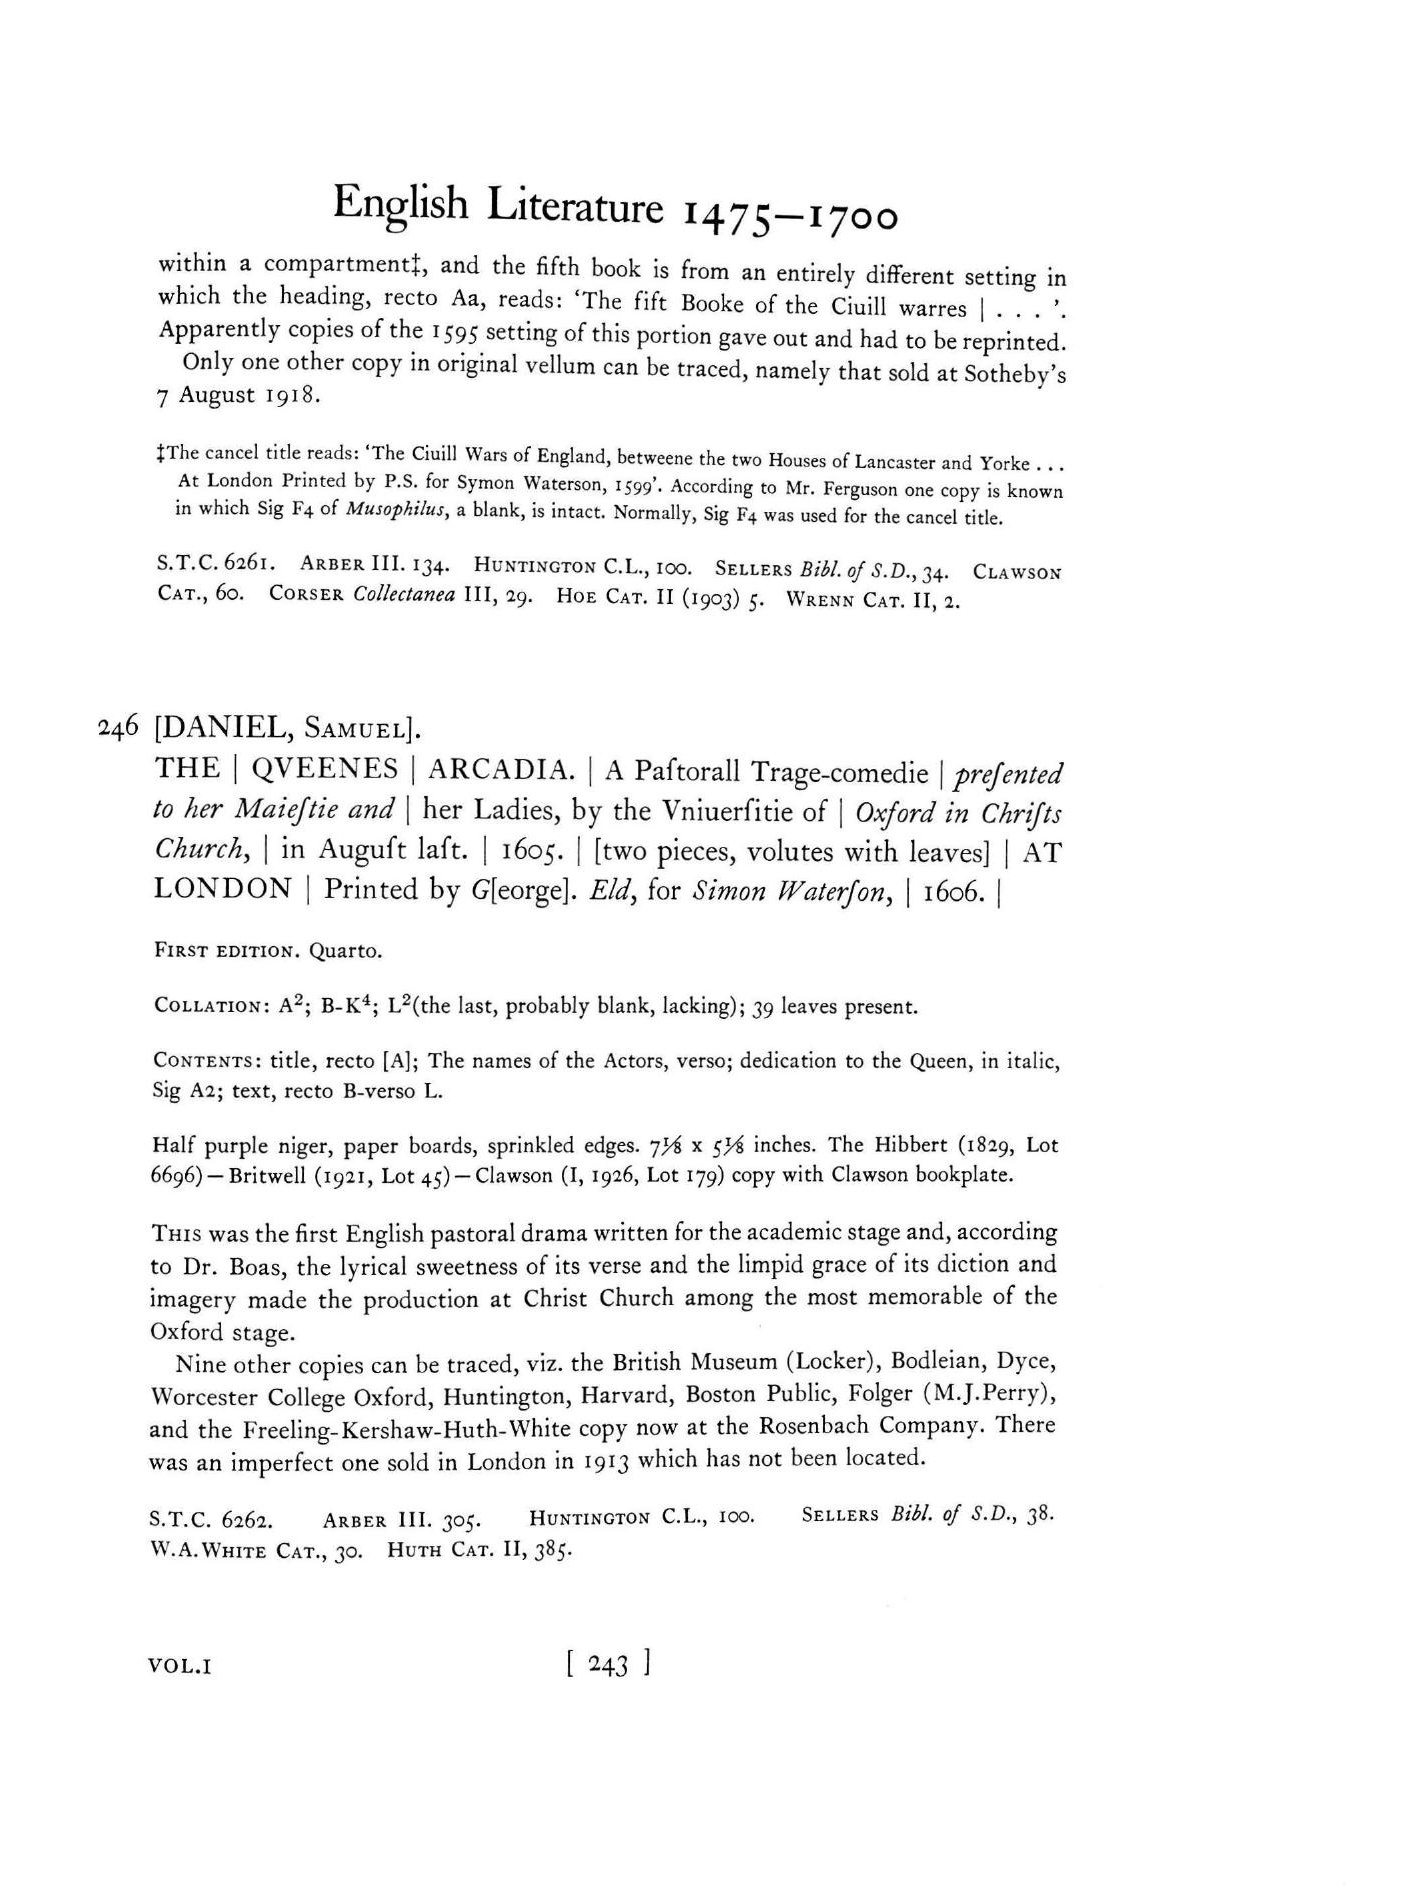 English Literature 1475–1700
within a compartment‡, and the fifth book is from an entirely different setting in
which the heading, recto Aa, reads: ‘The fift Booke of the Ciuill warres | . . . ’.
Apparently copies of the 1595 setting of this portion gave out and had to be reprinted.
Only one other copy in original vellum can be traced, namely that sold at Sotheby’s
7 August 1918.
‡The cancel title reads: ‘The Ciuill Wars of England, betweene the two Houses of Lancaster and Yorke . . .
At London Printed by P.S. for Symon Waterson, 1599’. According to Mr. Ferguson one copy is known
in which Sig F4 of Musophilus, a blank, is intact. Normally, Sig F4 was used for the cancel title.
S.T.C. 6261. ARBER III. 134. HUNTINGTON C.L., 100. SELLERS Bibl. of S.D., 34. CLAWSON
CAT., 60. CORSER Collectanea III, 29. HOE CAT. II (1903) 5. WRENN CAT. II, 2.
246 [DANIEL, SAMUEL].
THE | QVEENES | ARCADIA. | A Paſtorall Trage-comedie | preſented
to her Maieſtie and | her Ladies, by the Vniuerſitie of | Oxford in Chriſts
Church, | in Auguſt laſt. | 1605. | [two pieces, volutes with leaves] | AT
LONDON | Printed by G[eorge]. Eld, for Simon Waterſon, | 1606. |
FIRST EDITION. Quarto.
COLLATION: A²; B-K⁴; L²(the last, probably blank, lacking); 39 leaves present.
CONTENTS: title, recto [A]; The names of the Actors, verso; dedication to the Queen, in italic,
Sig A2; text, recto B-verso L.
Half purple niger, paper boards, sprinkled edges. 7⅛ x 5⅛ inches. The Hibbert (1829, Lot
6696) — Britwell (1921, Lot 45) — Clawson (I, 1926, Lot 179) copy with Clawson bookplate.
THIS was the first English pastoral drama written for the academic stage and, according
to Dr. Boas, the lyrical sweetness of its verse and the limpid grace of its diction and
imagery made the production at Christ Church among the most memorable of the
Oxford stage.
Nine other copies can be traced, viz. the British Museum (Locker), Bodleian, Dyce,
Worcester College Oxford, Huntington, Harvard, Boston Public, Folger (M.J.Perry),
and the Freeling-Kershaw-Huth-White copy now at the Rosenbach Company. There
was an imperfect one sold in London in 1913 which has not been located.
S.T.C. 6262. ARBER III. 305. HUNTINGTON C.L., 100. SELLERS Bibl. of S.D., 38.
W.A.WHITE CAT., 30. HUTH CAT. II, 385.
VOL.I [ 243 ]